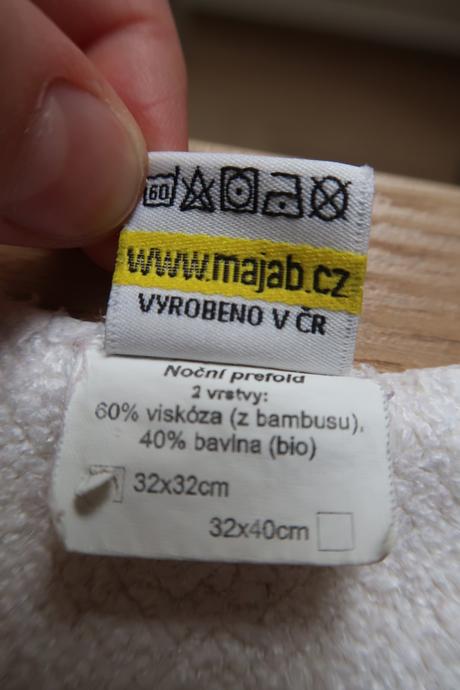 60
www.majab.cz
VYROBENO V ČR
Noční prefold
2 vrstvy:
60% viskóza (z bambusu),
40% bavlna (bio)
32x32cm
32x40cm